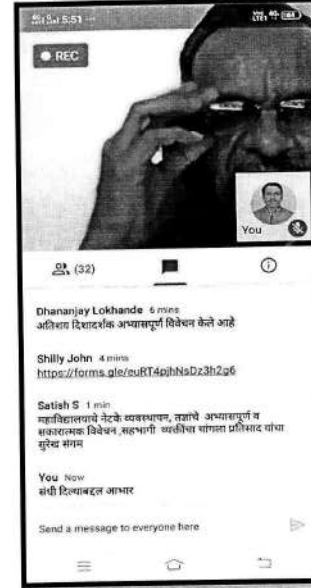 5:51
REC
You
(32)
Dhananjay Lokhande 6 mins
अतिशय दिशादर्शक अभ्यासपूर्ण विवेचन केले आहे
Shilly John 4 mins
https://forms.gle/euRT4pjhNsDz3h2g6
Satish S 1 min
महाविद्यालयाचे नेटके व्यवस्थापन, तज्ञांचे अभ्यासपूर्ण व
सकारात्मक विवेचन ,सहभागी व्यक्तींचा चांगला प्रतिसाद यांचा
सुरेख संगम
You Now
संधी दिल्याबद्दल आभार
Send a message to everyone here